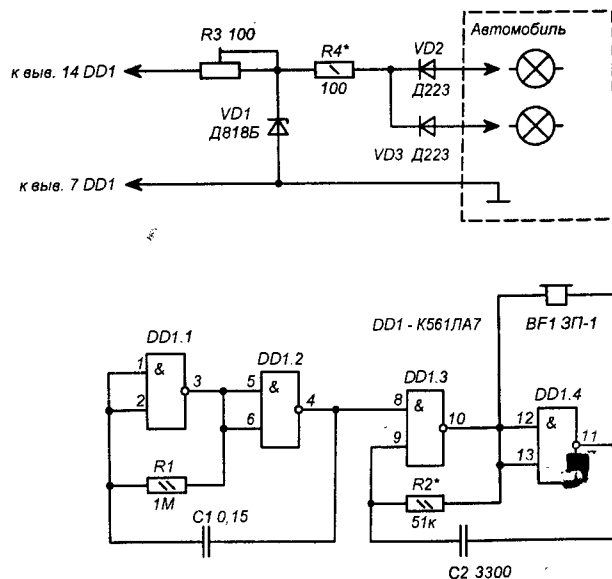 R3 100
R4*
100
VD2
Д223
Автомобиль
к выв. 14 DD1
VD1
Д818Б
VD3 Д223
к выв. 7 DD1
DD1 - К561ЛА7
BF1 ЗП-1
DD1.1
1
&
3
2
DD1.2
5
&
4
6
DD1.3
8
&
10
9
DD1.4
12
&
11
13
R1
1М
R2*
51к
C1 0,15
C2 3300